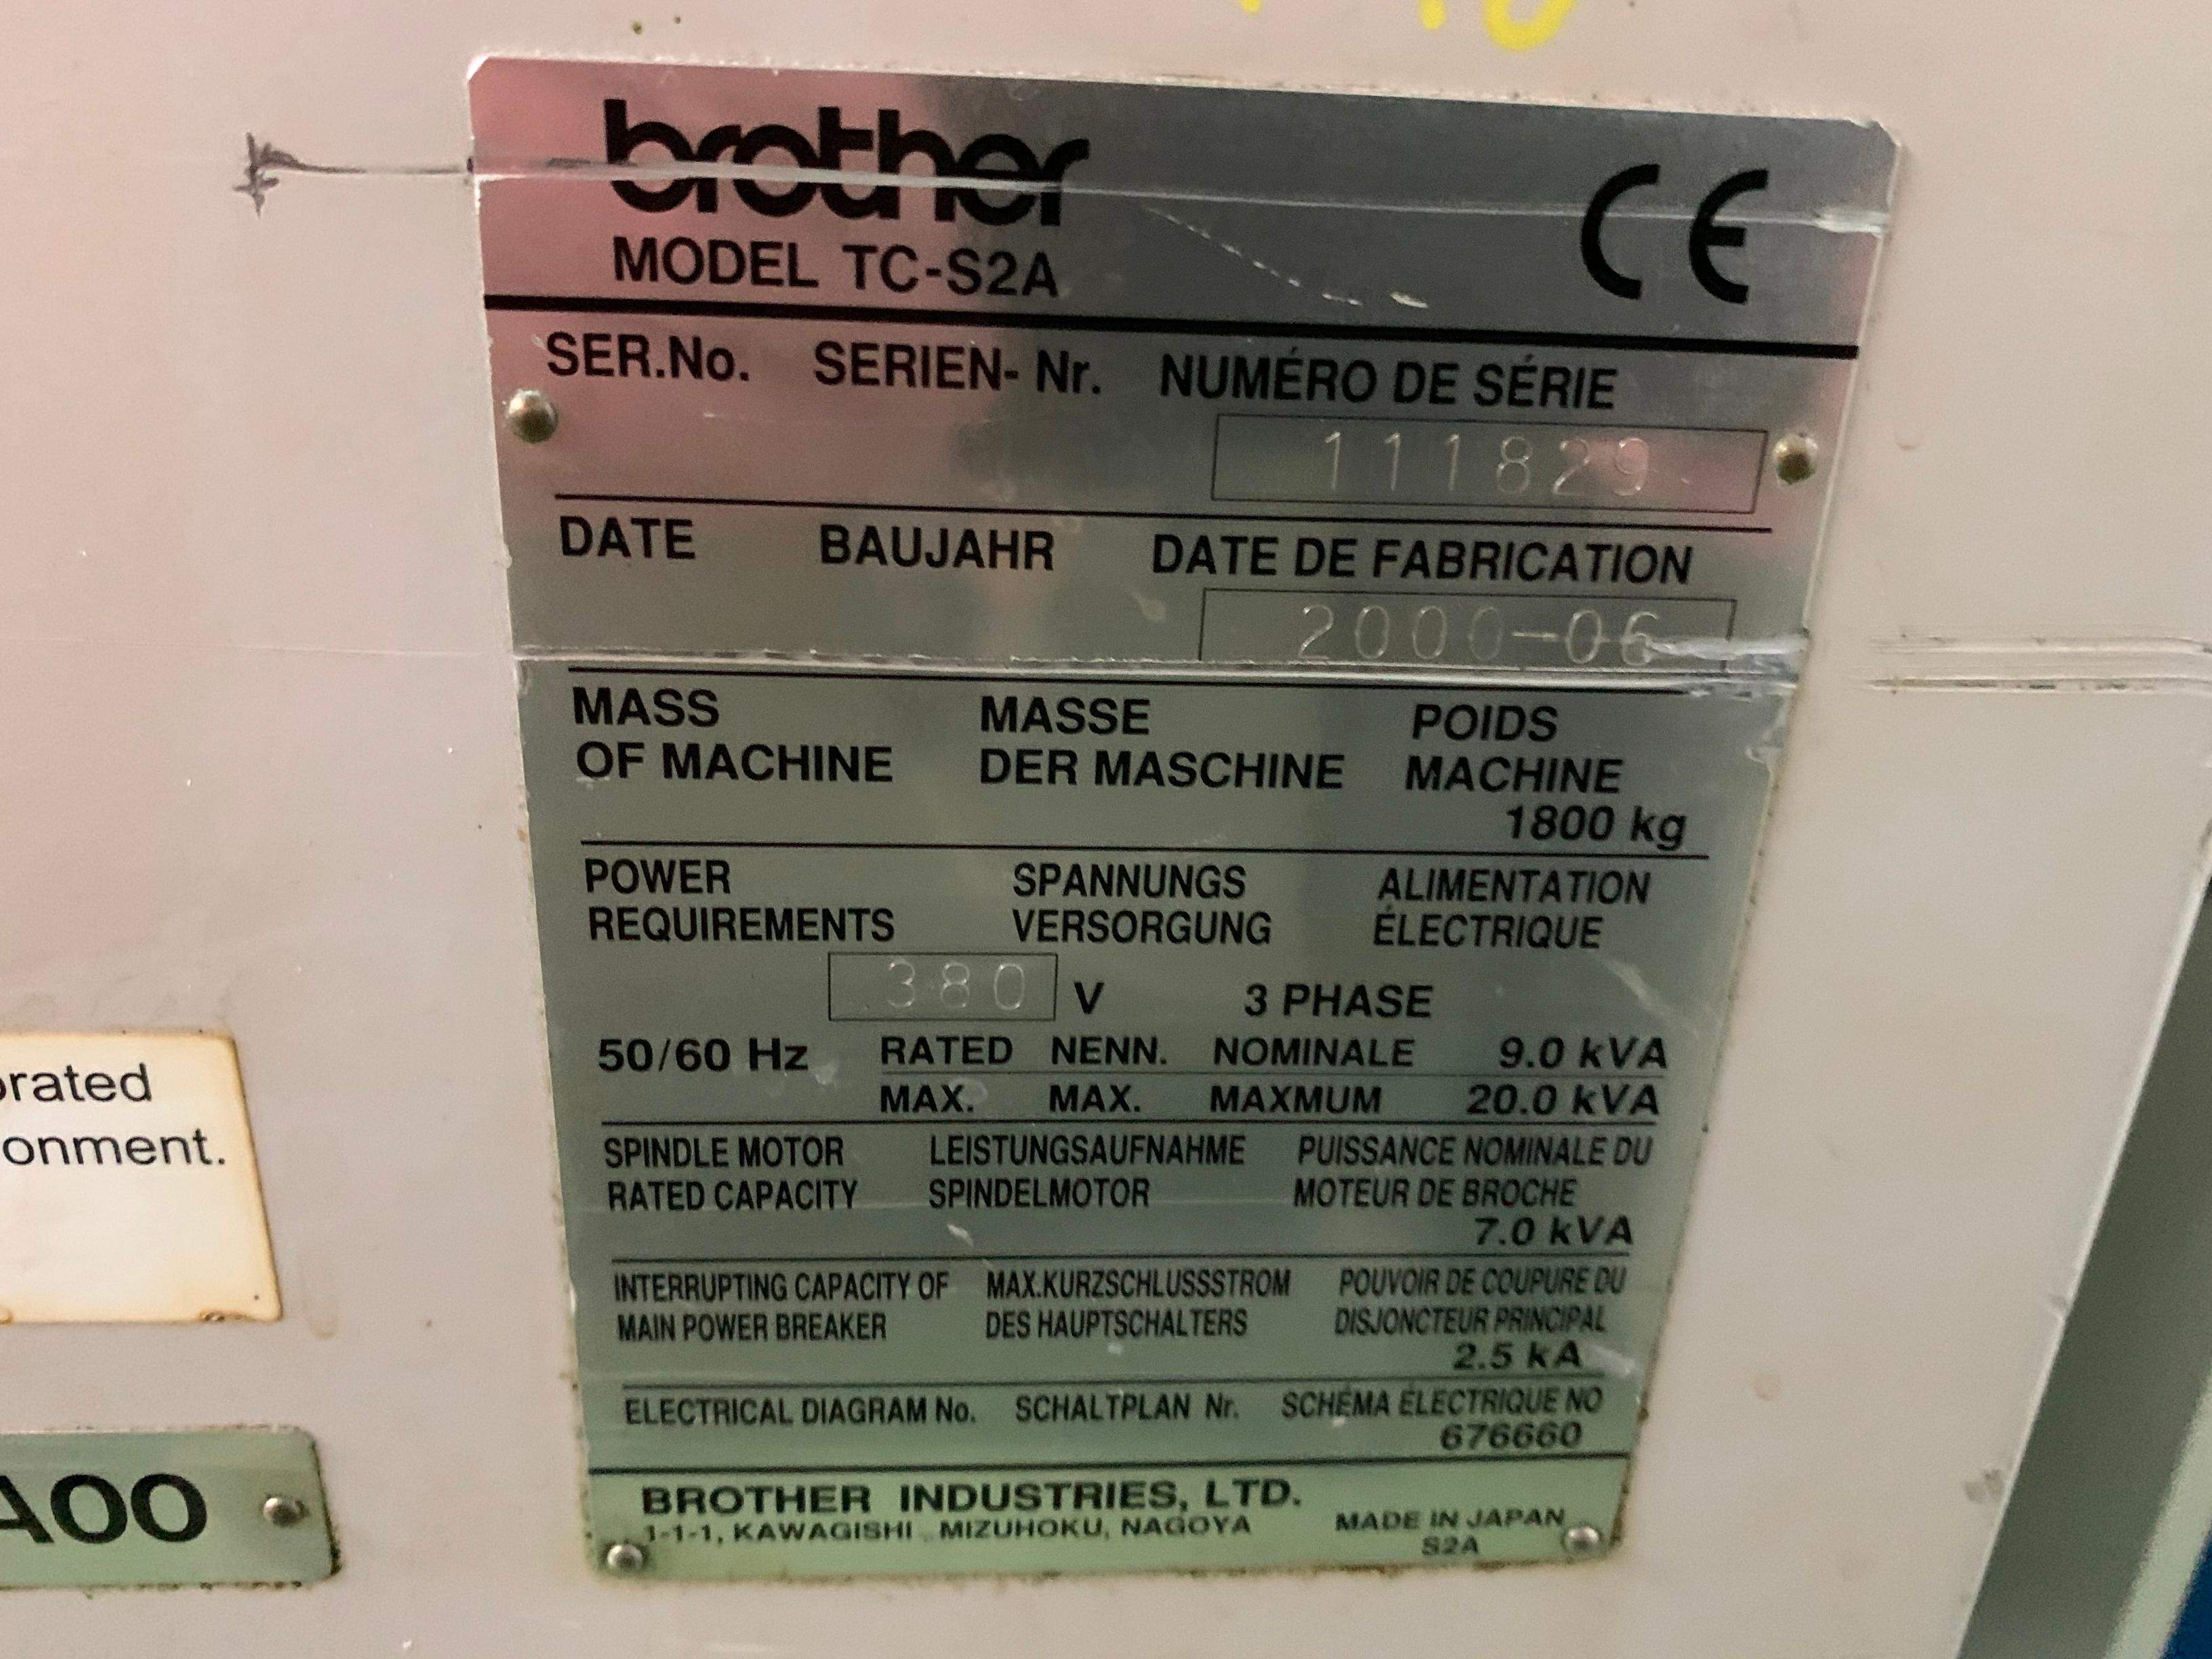 brother
MODEL TC-S2A
CE
SER.No. SERIEN- Nr. NUMÉRO DE SÉRIE
111829
DATE BAUJAHR DATE DE FABRICATION
2000-06
MASS MASSE POIDS
OF MACHINE DER MASCHINE MACHINE
1800 kg
POWER SPANNUNGS ALIMENTATION
REQUIREMENTS VERSORGUNG ÉLECTRIQUE
380 V 3 PHASE
50/60 Hz RATED NENN. NOMINALE 9.0 kVA
MAX. MAX. MAXMUM 20.0 kVA
SPINDLE MOTOR LEISTUNGSAUFNAHME PUISSANCE NOMINALE DU
RATED CAPACITY SPINDELMOTOR MOTEUR DE BROCHE
7.0 kVA
INTERRUPTING CAPACITY OF MAX.KURZSCHLUSSSTROM POUVOIR DE COUPURE DU
MAIN POWER BREAKER DES HAUPTSCHALTERS DISJONCTEUR PRINCIPAL
2.5 kA
ELECTRICAL DIAGRAM No. SCHALTPLAN Nr. SCHÉMA ÉLECTRIQUE NO
676660
BROTHER INDUSTRIES, LTD.
1-1-1, KAWAGISHI MIZUHOKU, NAGOYA MADE IN JAPAN
S2A
orated
onment.
A00